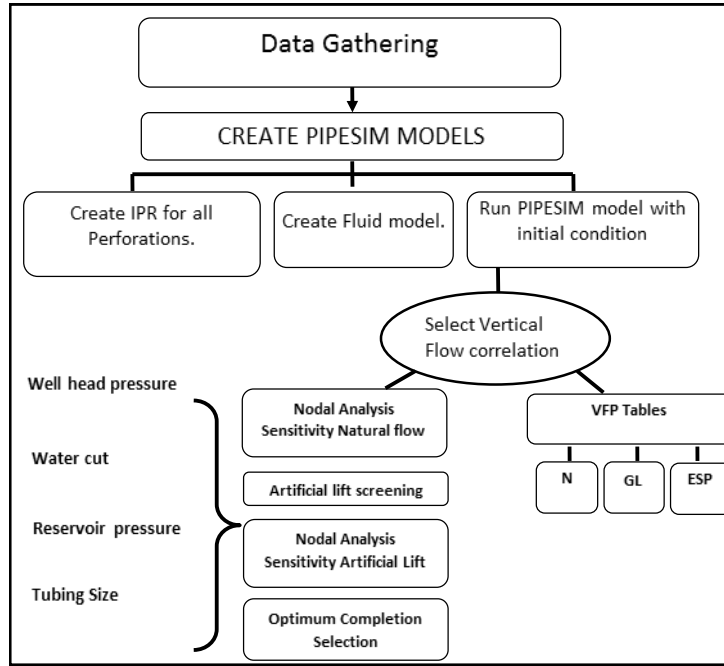 Data Gathering
CREATE PIPESIM MODELS
Create IPR for all
Perforations.
Create Fluid model.
Run PIPESIM model with
initial condition
Select Vertical
Flow correlation
Well head pressure
Water cut
Reservoir pressure
Tubing Size
Nodal Analysis
Sensitivity Natural flow
Artificial lift screening
Nodal Analysis
Sensitivity Artificial Lift
Optimum Completion
Selection
VFP Tables
N
GL
ESP